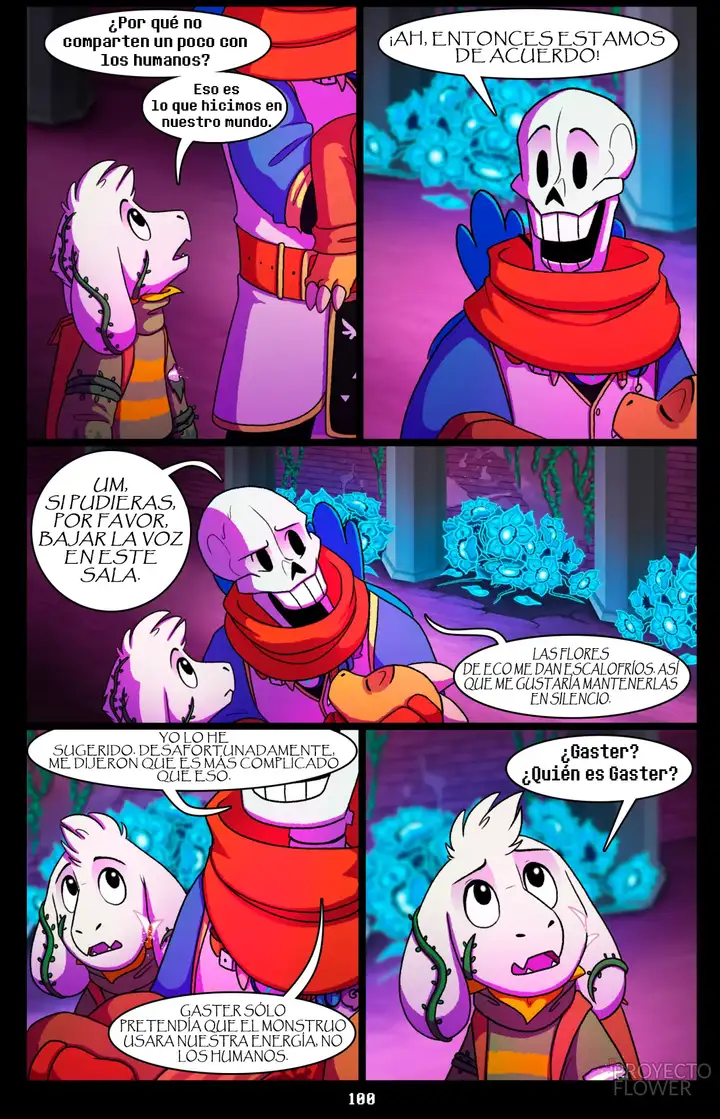 ¿Por qué no
comparten un poco con
los humanos?
Eso es
lo que hicimos en
nuestro mundo.
¡AH, ENTONCES ESTAMOS
DE ACUERDO!
UM,
SI PUDIERAS,
POR FAVOR,
BAJAR LA VOZ
EN ESTE
SALA.
LAS FLORES
DE ECO ME DAN ESCALOFRÍOS. ASÍ
QUE ME GUSTARÍA MANTENERLAS
EN SILENCIO.
YO LO HE
SUGERIDO. DESAFORTUNADAMENTE,
ME DIJERON QUE ES MÁS COMPLICADO
QUE ESO.
GASTER SÓLO
PRETENDÍA QUE EL MONSTRUO
USARA NUESTRA ENERGÍA, NO
LOS HUMANOS.
¿Gaster?
¿Quién es Gaster?
PROYECTO
FLOWER
100